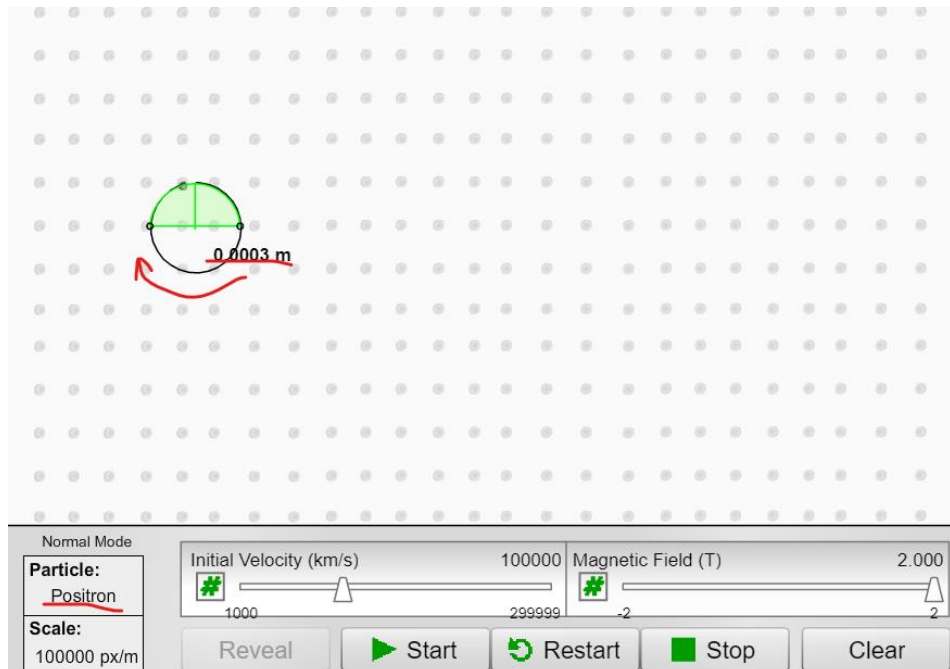 0.0003 m
Normal Mode
Particle:
Positron
Scale:
100000 px/m
Initial Velocity (km/s) 100000
1000 299999
Magnetic Field (T) 2.000
-2 2
Reveal
Start
Restart
Stop
Clear